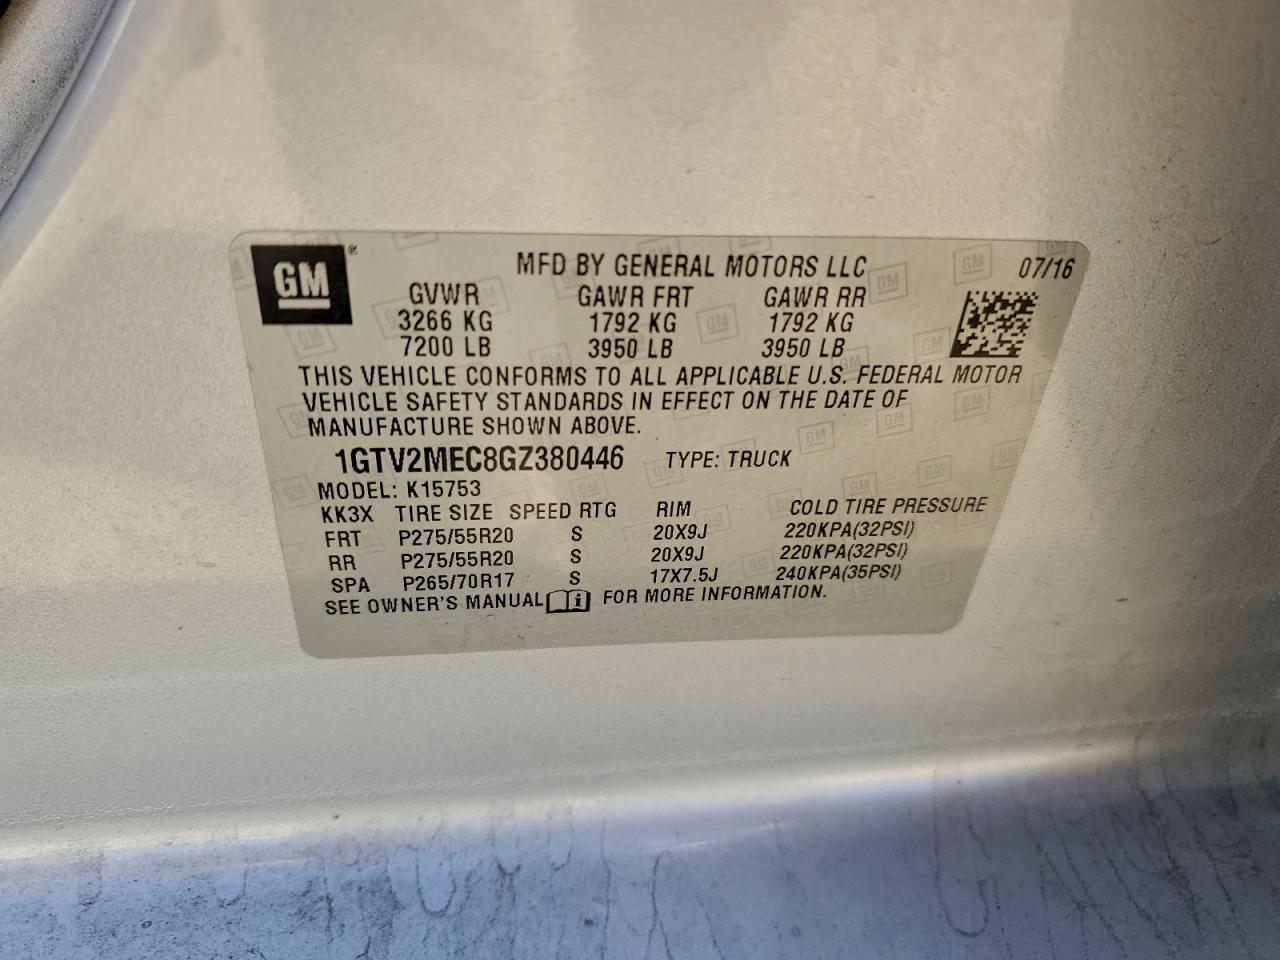 GM ® MFD BY GENERAL MOTORS LLC 07/16
GVWR GAWR FRT GAWR RR
3266 KG 1792 KG 1792 KG
7200 LB 3950 LB 3950 LB
THIS VEHICLE CONFORMS TO ALL APPLICABLE U.S. FEDERAL MOTOR
VEHICLE SAFETY STANDARDS IN EFFECT ON THE DATE OF
MANUFACTURE SHOWN ABOVE.
1GTV2MEC8GZ380446 TYPE: TRUCK
MODEL: K15753
KK3X TIRE SIZE SPEED RTG RIM COLD TIRE PRESSURE
FRT P275/55R20 S 20X9J 220KPA(32PSI)
RR P275/55R20 S 20X9J 220KPA(32PSI)
SPA P265/70R17 S 17X7.5J 240KPA(35PSI)
SEE OWNER'S MANUAL i FOR MORE INFORMATION.